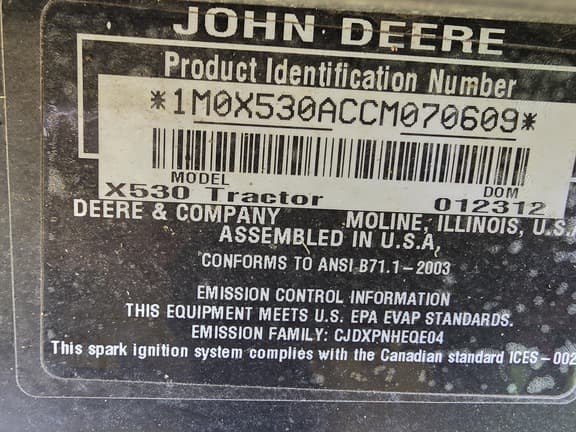 JOHN DEERE
Product Identification Number
*1M0X530ACCM070609*
MODEL DOM
X530 Tractor 012312
DEERE & COMPANY MOLINE, ILLINOIS, U.S.A
ASSEMBLED IN U.S.A,
CONFORMS TO ANSI B71.1-2003
EMISSION CONTROL INFORMATION
THIS EQUIPMENT MEETS U.S. EPA EVAP STANDARDS.
EMISSION FAMILY: CJDXPNHEQE04
This spark ignition system complies with the Canadian standard ICES-002